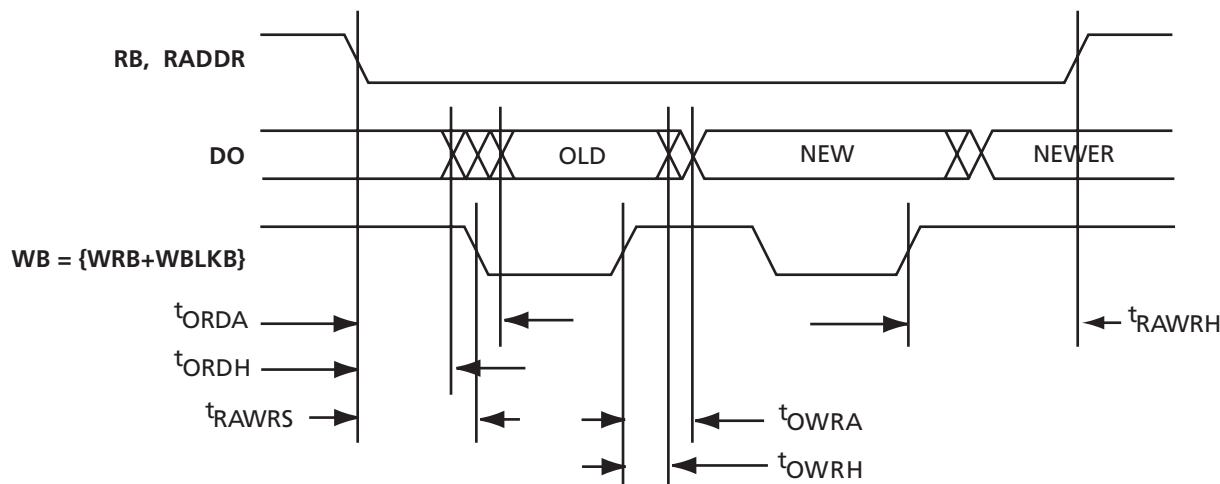 RB, RADDR
DO OLD NEW NEWER
WB = {WRB+WBLKB}
tORDA tRAWRH
tORDH
tRAWRS tOWRA
tOWRH